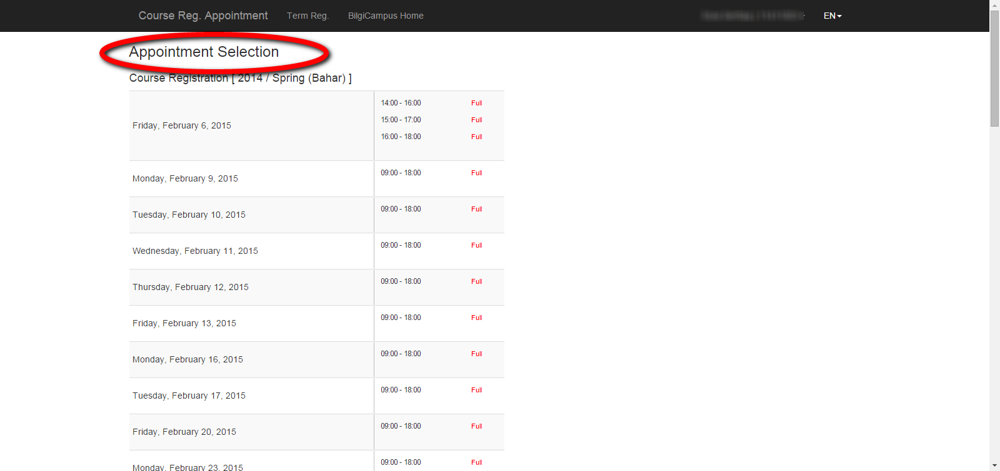 Course Reg. Appointment Term Reg. BilgiCampus Home EN
Appointment Selection
Course Registration [ 2014 / Spring (Bahar) ]
Friday, February 6, 2015
14:00 - 16:00 Full
15:00 - 17:00 Full
16:00 - 18:00 Full
Monday, February 9, 2015 09:00 - 18:00 Full
Tuesday, February 10, 2015 09:00 - 18:00 Full
Wednesday, February 11, 2015 09:00 - 18:00 Full
Thursday, February 12, 2015 09:00 - 18:00 Full
Friday, February 13, 2015 09:00 - 18:00 Full
Monday, February 16, 2015 09:00 - 18:00 Full
Tuesday, February 17, 2015 09:00 - 18:00 Full
Friday, February 20, 2015 09:00 - 18:00 Full
Monday, February 23, 2015 09:00 - 18:00 Full